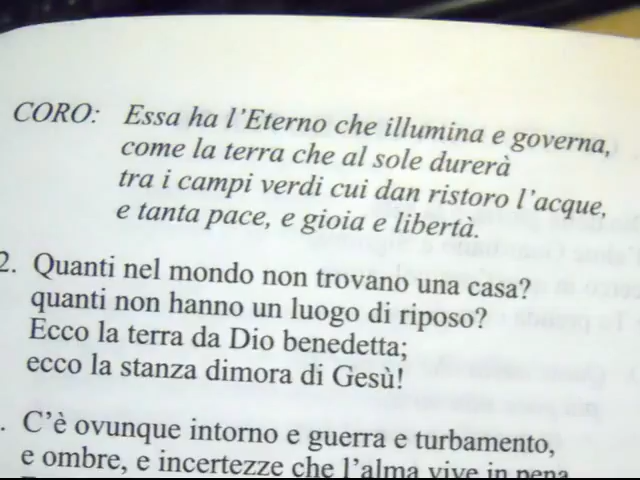 CORO: Essa ha l'Eterno che illumina e governa,
come la terra che al sole durerà
tra i campi verdi cui dan ristoro l'acque,
e tanta pace, e gioia e libertà.
2. Quanti nel mondo non trovano una casa?
quanti non hanno un luogo di riposo?
Ecco la terra da Dio benedetta;
ecco la stanza dimora di Gesù!
. C'è ovunque intorno e guerra e turbamento,
e ombre, e incertezze che l'alma vive in pena